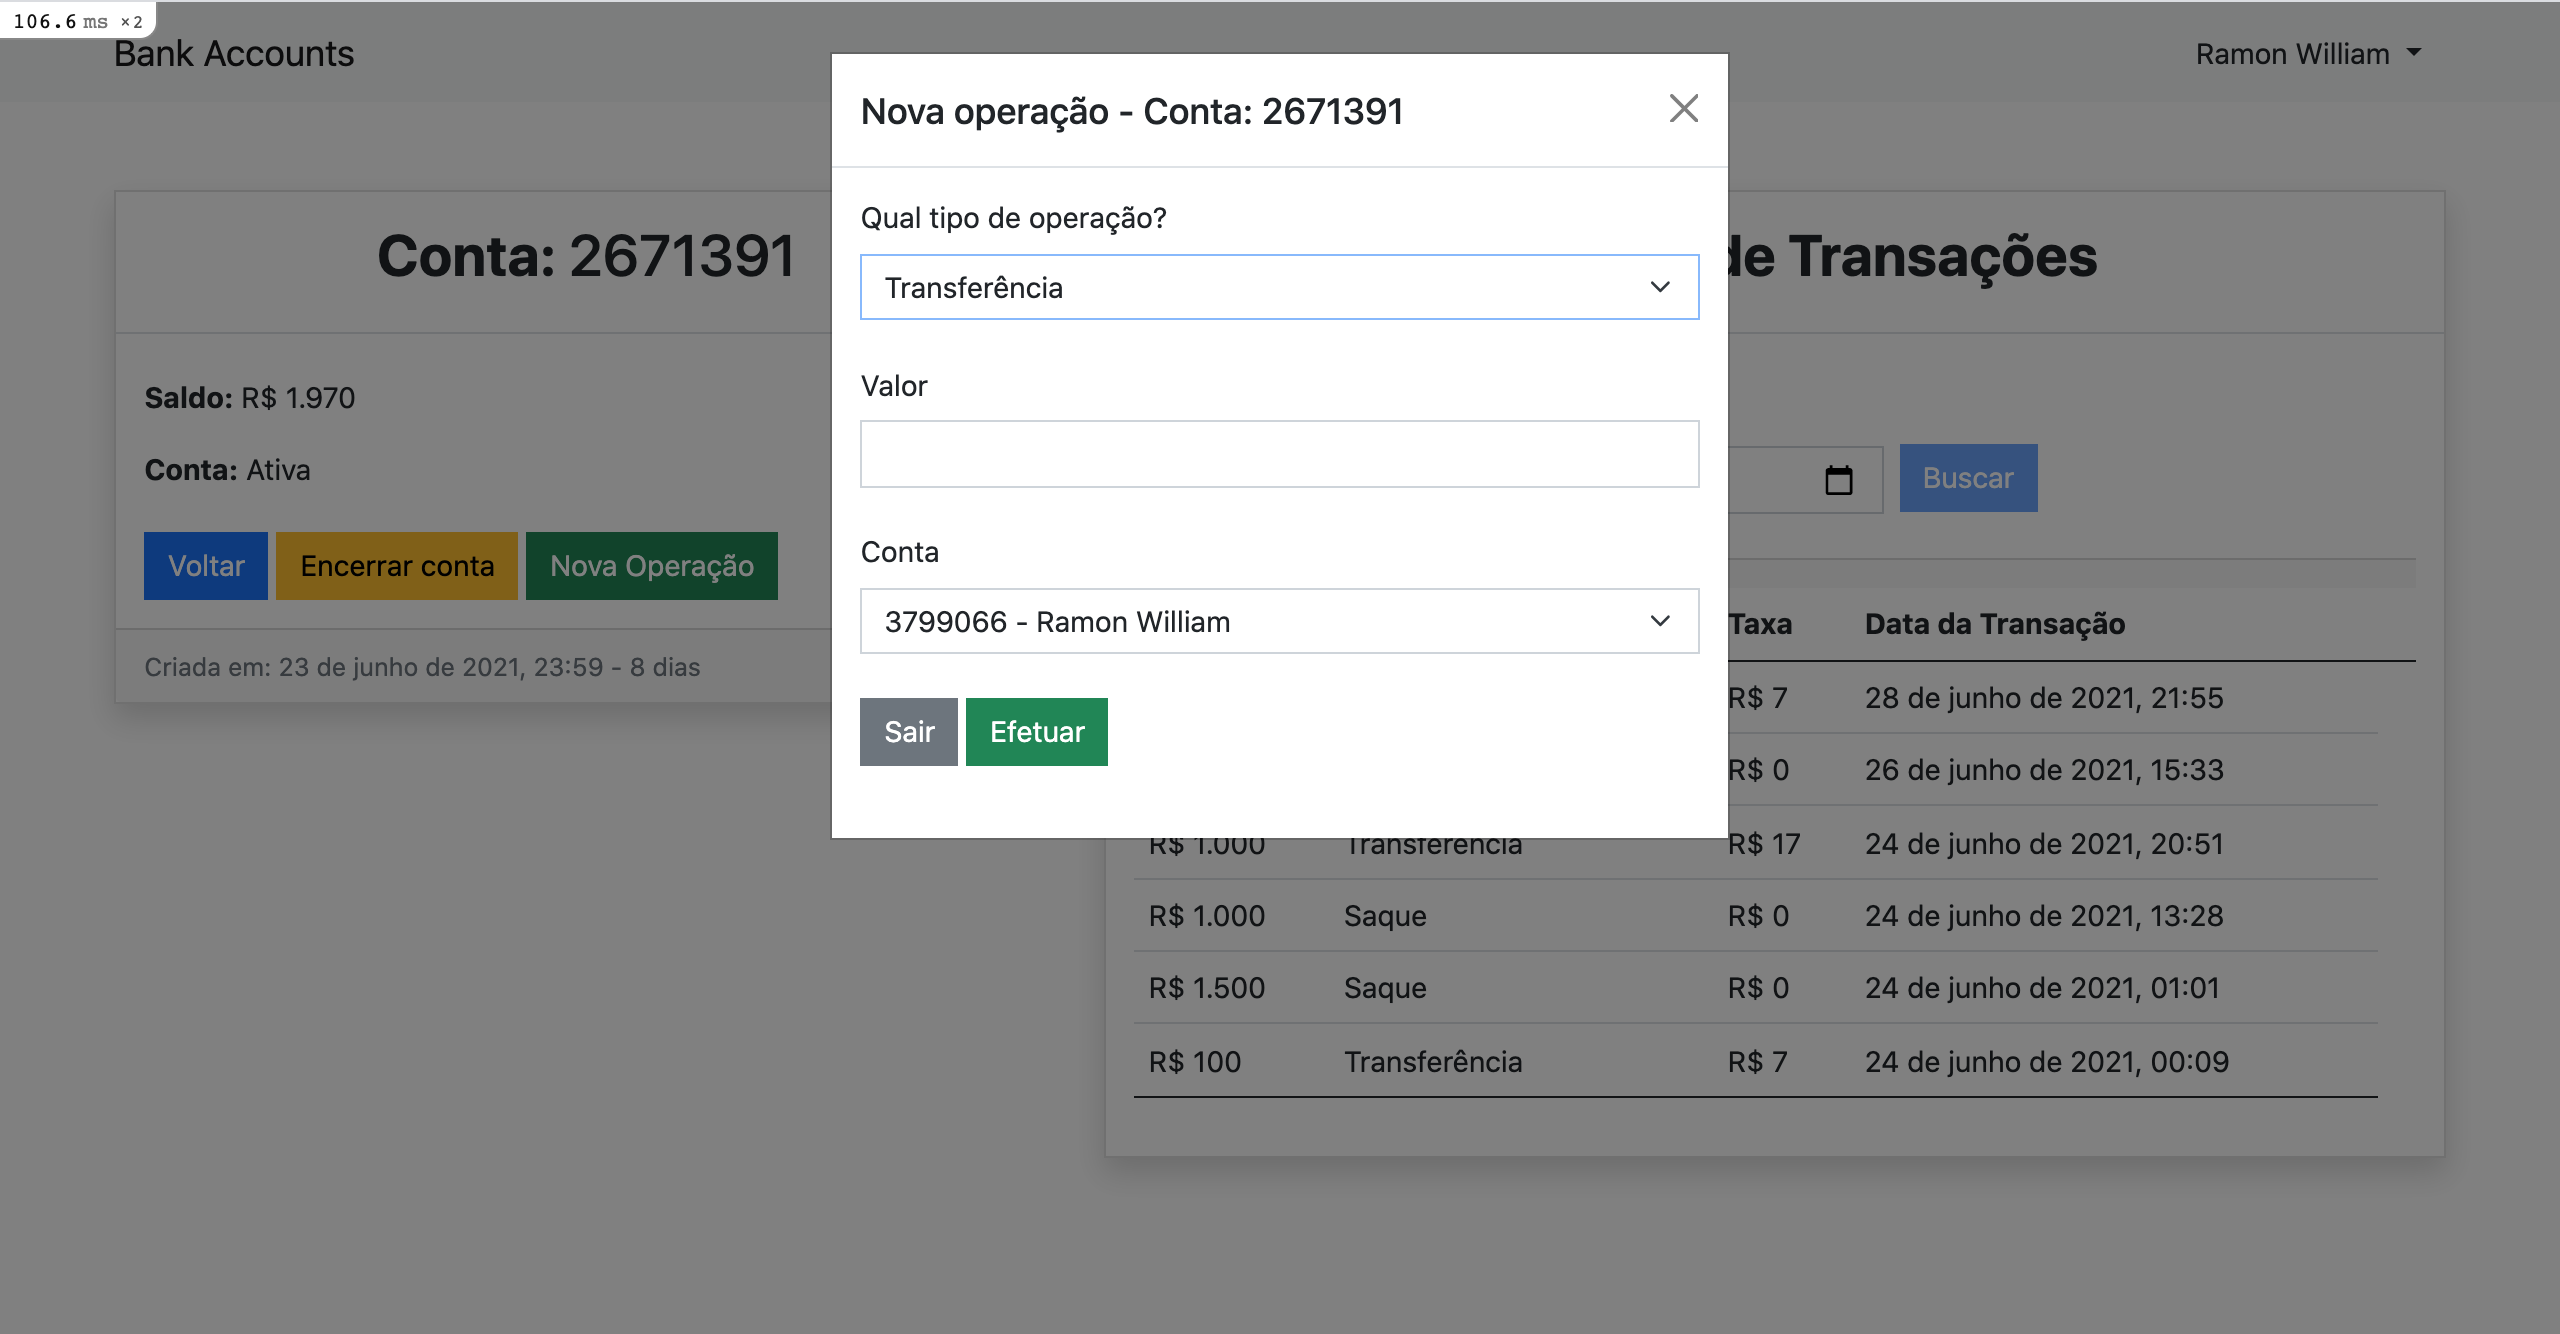 106.6 ms ×2
Bank Accounts
Ramon William
Nova operação - Conta: 2671391
Qual tipo de operação?
Transferência
Valor
Conta
3799066 - Ramon William
Sair
Efetuar
Conta: 2671391
Saldo: R$ 1.970
Conta: Ativa
Voltar
Encerrar conta
Nova Operação
Criada em: 23 de junho de 2021, 23:59 - 8 dias
de Transações
Buscar
Taxa Data da Transação
R$ 7 28 de junho de 2021, 21:55
R$ 0 26 de junho de 2021, 15:33
R$ 1.000 Transferência R$ 17 24 de junho de 2021, 20:51
R$ 1.000 Saque R$ 0 24 de junho de 2021, 13:28
R$ 1.500 Saque R$ 0 24 de junho de 2021, 01:01
R$ 100 Transferência R$ 7 24 de junho de 2021, 00:09